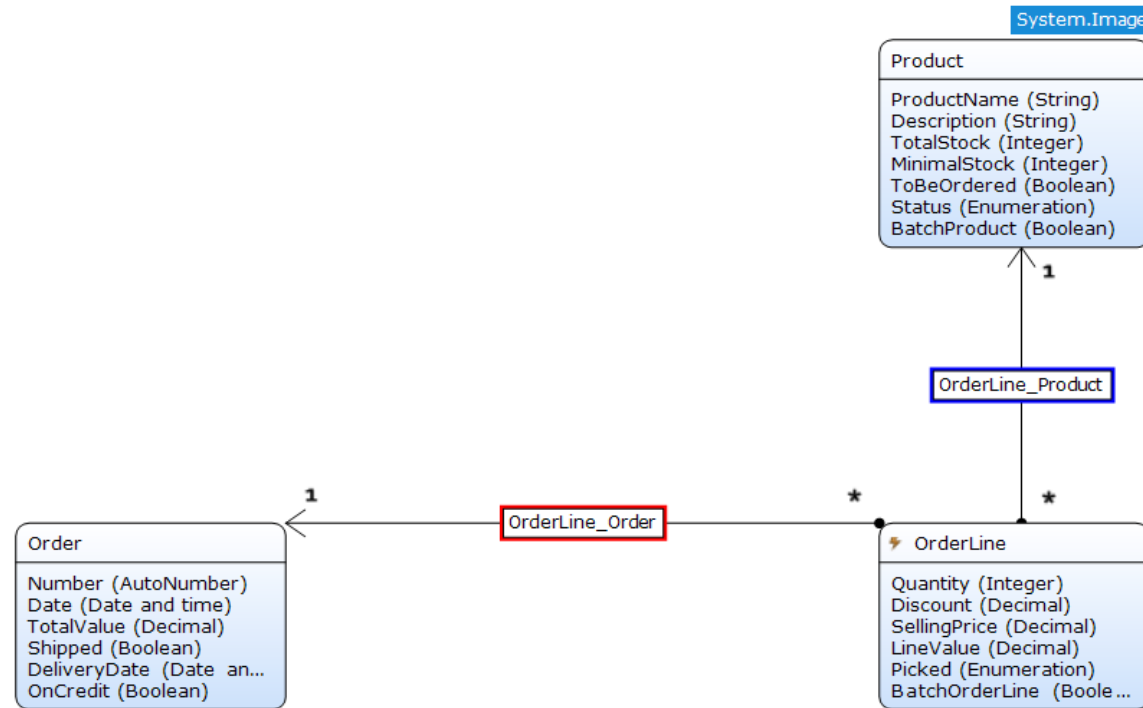 System.Image
Product
ProductName (String)
Description (String)
TotalStock (Integer)
MinimalStock (Integer)
ToBeOrdered (Boolean)
Status (Enumeration)
BatchProduct (Boolean)
1
OrderLine_Product
*
1
OrderLine_Order
*
Order
Number (AutoNumber)
Date (Date and time)
TotalValue (Decimal)
Shipped (Boolean)
DeliveryDate (Date an...
OnCredit (Boolean)
OrderLine
Quantity (Integer)
Discount (Decimal)
SellingPrice (Decimal)
LineValue (Decimal)
Picked (Enumeration)
BatchOrderLine (Boole...